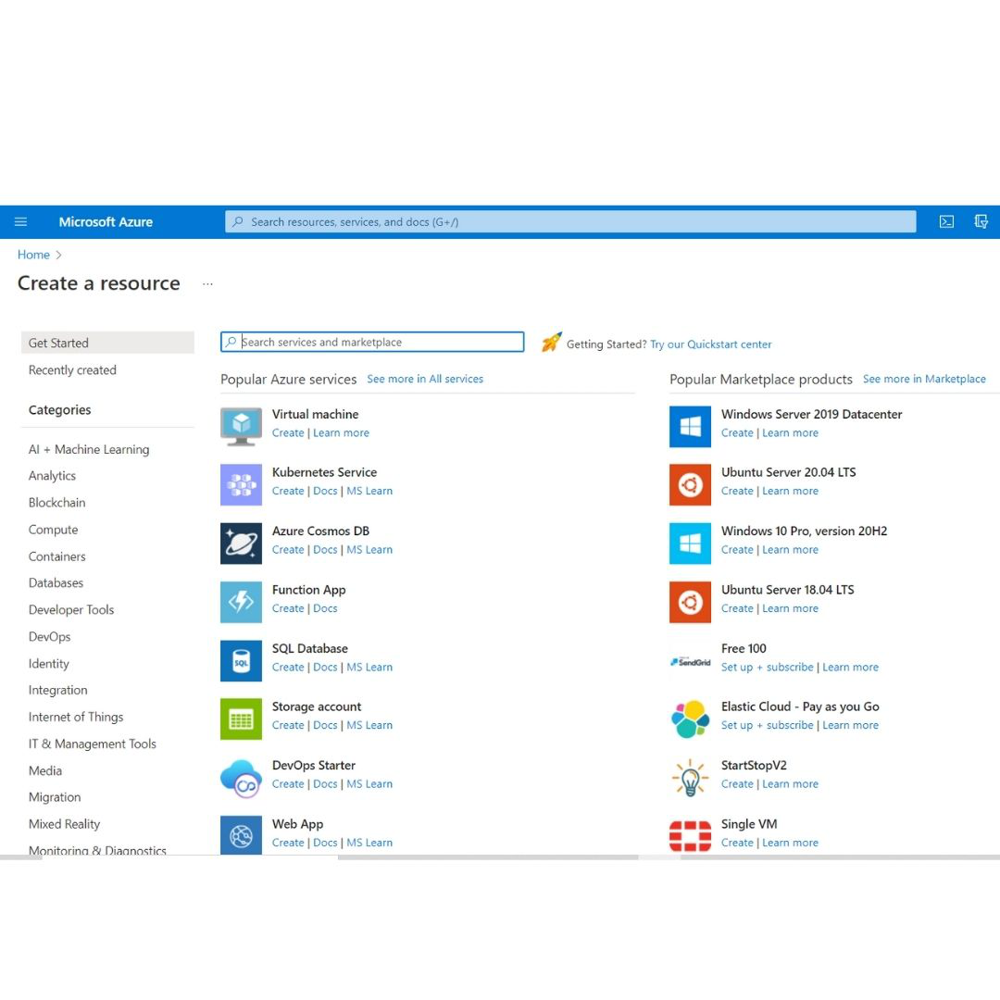 Microsoft Azure
Search resources, services, and docs (G+/)
Home
Create a resource
...
Get Started
Recently created
Categories
AI + Machine Learning
Analytics
Blockchain
Compute
Containers
Databases
Developer Tools
DevOps
Identity
Integration
Internet of Things
IT & Management Tools
Media
Migration
Mixed Reality
Monitoring & Diagnostics
Search services and marketplace
Getting Started? Try our Quickstart center
Popular Azure services See more in All services
Virtual machine
Create | Learn more
Kubernetes Service
Create | Docs | MS Learn
Azure Cosmos DB
Create | Docs | MS Learn
Function App
Create | Docs
SQL
SQL Database
Create | Docs | MS Learn
Storage account
Create | Docs | MS Learn
DevOps Starter
Create | Docs | MS Learn
Web App
Create | Docs | MS Learn
Popular Marketplace products See more in Marketplace
Windows Server 2019 Datacenter
Create | Learn more
Ubuntu Server 20.04 LTS
Create | Learn more
Windows 10 Pro, version 20H2
Create | Learn more
Ubuntu Server 18.04 LTS
Create | Learn more
SendGrid
Free 100
Set up + subscribe | Learn more
Elastic Cloud - Pay as you Go
Set up + subscribe | Learn more
StartStopV2
Create | Learn more
Single VM
Create | Learn more